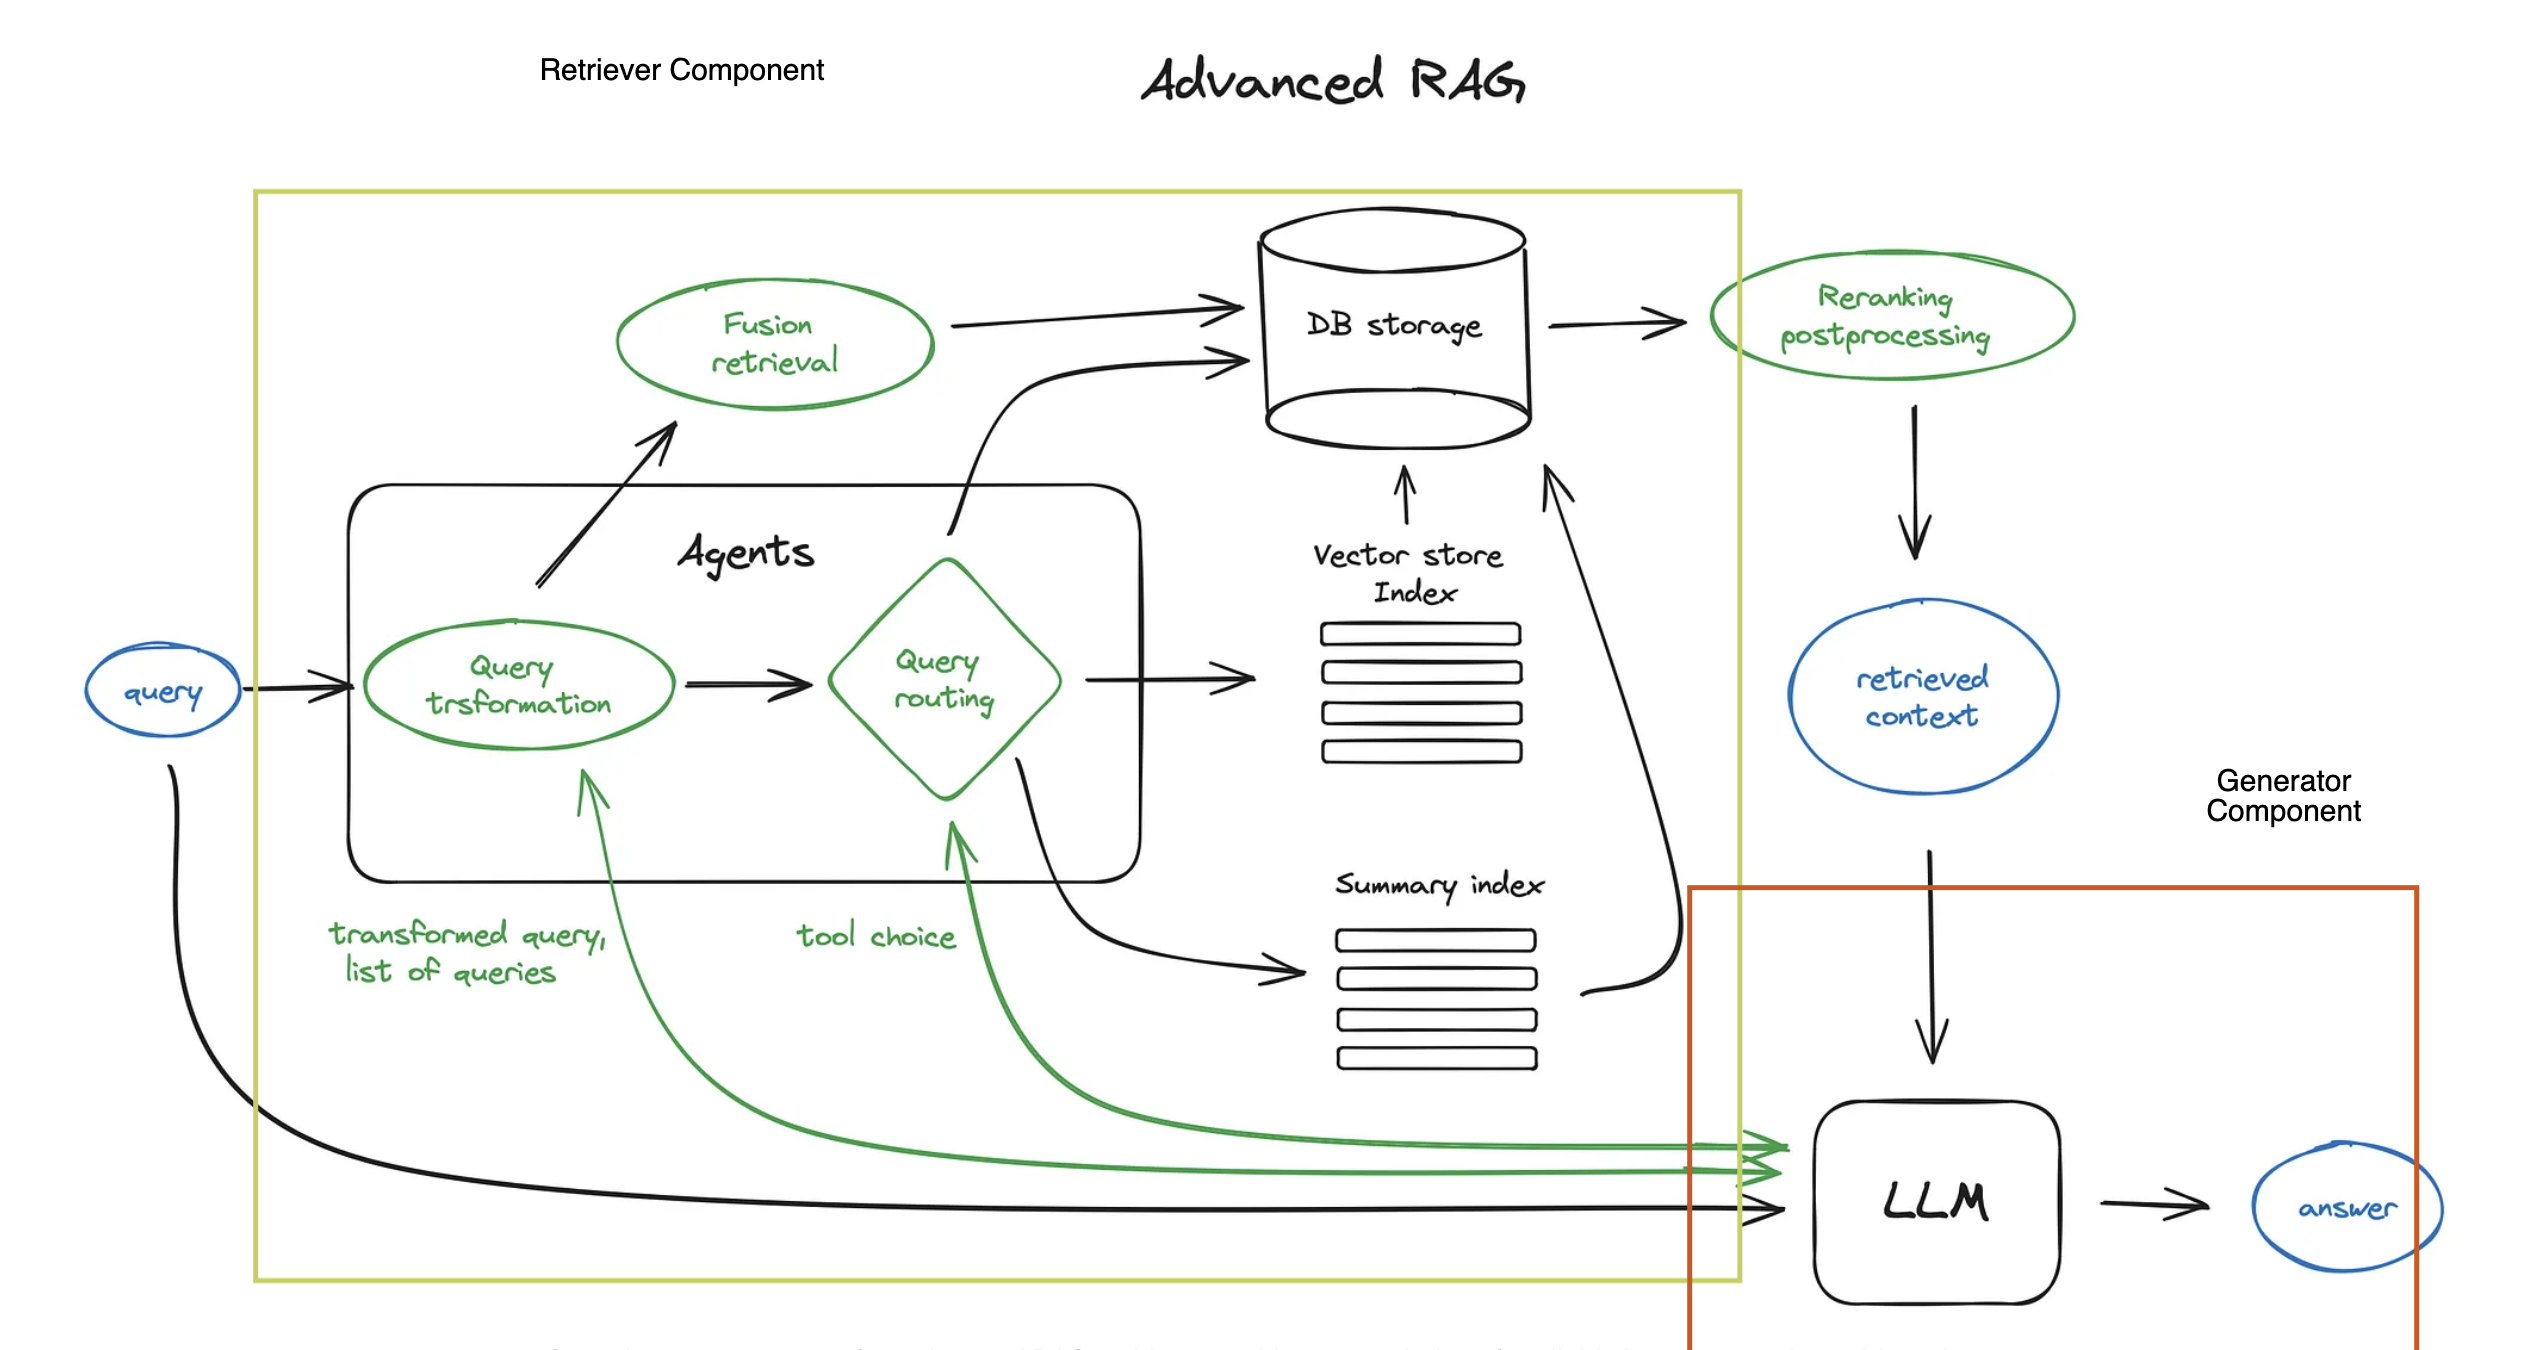 Retriever Component
Advanced RAG
Fusion
retrieval
DB storage
Reranking
postprocessing
Agents
Vector store
Index
query
Query
trsformation
Query
routing
retrieved
context
Generator
Component
Summary index
transformed query,
list of queries
tool choice
LLM
answer